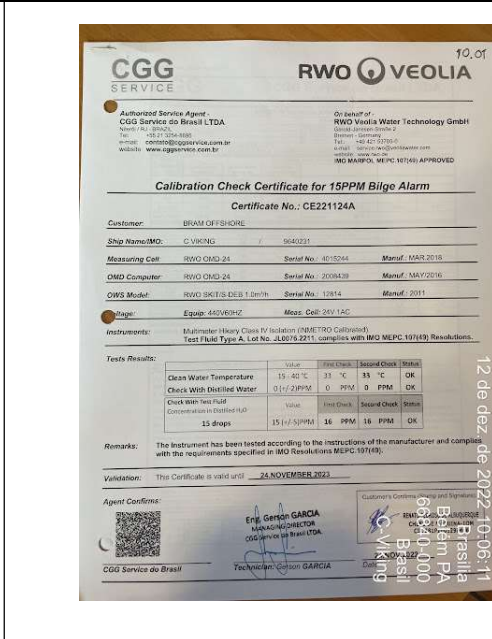 10.01
CGG
SERVICE
RWO VEOLIA
Authorized Service Agent -
CGG Service do Brasil LTDA
Niterói / RJ - BRAZIL
Tel:
e-mail: contato@cggservice.com.br
website: www.cggservice.com.br
On behalf of -
RWO Veolia Water Technology GmbH
Bremen - Germany
IMO MARPOL MEPC.107(49) APPROVED
Calibration Check Certificate for 15PPM Bilge Alarm
Certificate No.: CE221124A
Customer: BRAM OFFSHORE
Ship Name/IMO: C VIKING / 9640231
Measuring Cell RWO OMD-24 Serial No.: 4015244 Manuf.: MAR.2016
OMD Computer RWO OMD-24 Serial No.: 2008439 Manuf.: MAY/2016
OWS Model: RWO SKIT/S-DEB 1.0m³/h Serial No.: 12814 Manuf.: 2011
Equip: 440V60HZ Meas. Cell: 24V 1AC
Instruments: Multimeter Hikary Class IV Isolation (INMETRO Calibrated)
Test Fluid Type A, Lot No. JL0076.2211, complies with IMO MEPC.107(49) Resolutions.
Tests Results:
Value First Check Second Check Status
Clean Water Temperature 15 - 40 °C 33 °C 33 °C OK
Check With Distilled Water 0 (+/-2)PPM 0 PPM 0 PPM OK
Check With Test Fluid
Concentration in Distilled H₂O Value First Check Second Check Status
15 drops 15 (+/-5)PPM 16 PPM 16 PPM OK
Remarks: The Instrument has been tested according to the instructions of the manufacturer and complies
with the requirements specified in IMO Resolutions MEPC.107(49).
Validation: This Certificate is valid until 24.NOVEMBER.2023
Agent Confirms:
Eng. Gerson GARCIA
MANAGING DIRECTOR
CGG Service do Brasil LTDA.
CGG Service do Brasil
Technician: Gerson GARCIA
12 de dez. de 2022 10:06:11
Brasília
Belém PA
Brasil
C-Viking